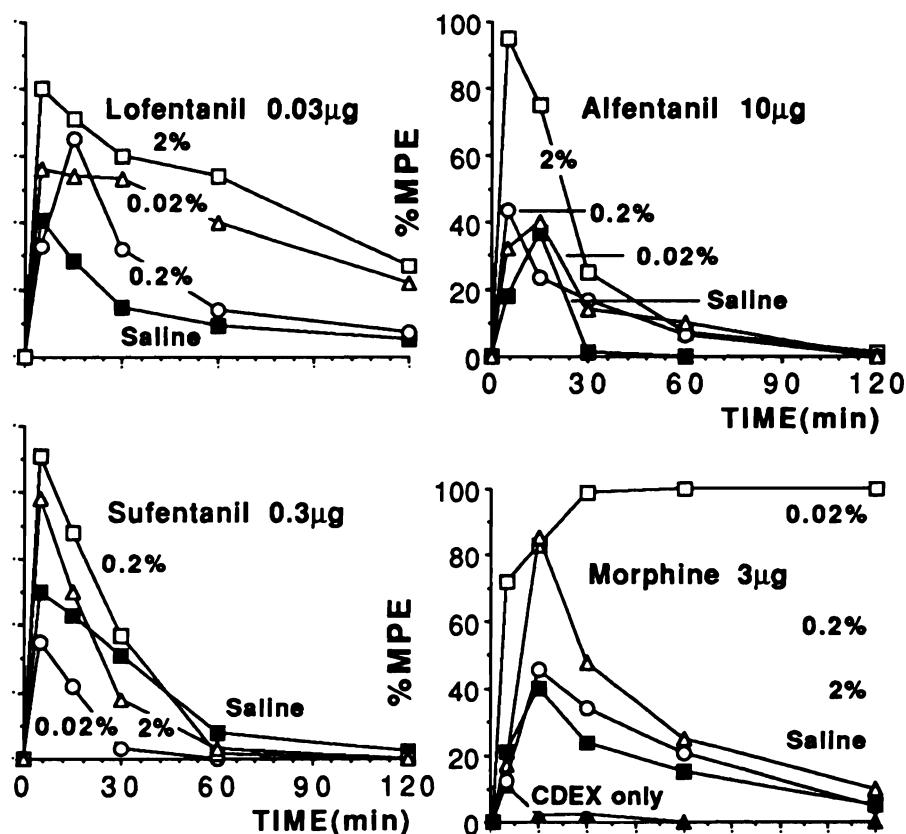 Lofentanil 0.03µg
2%
0.02%
0.2%
Saline
100
80
60
40
20
0
%MPE
Alfentanil 10µg
2%
0.2%
0.02%
Saline
0 30 60 90 120
TIME(min)
Sufentanil 0.3µg
0.2%
Saline
0.02% 2%
0 30 60 90 120
TIME(min)
100
80
60
40
20
0
%MPE
0.02%
Morphine 3µg
0.2%
2%
Saline
CDEX only